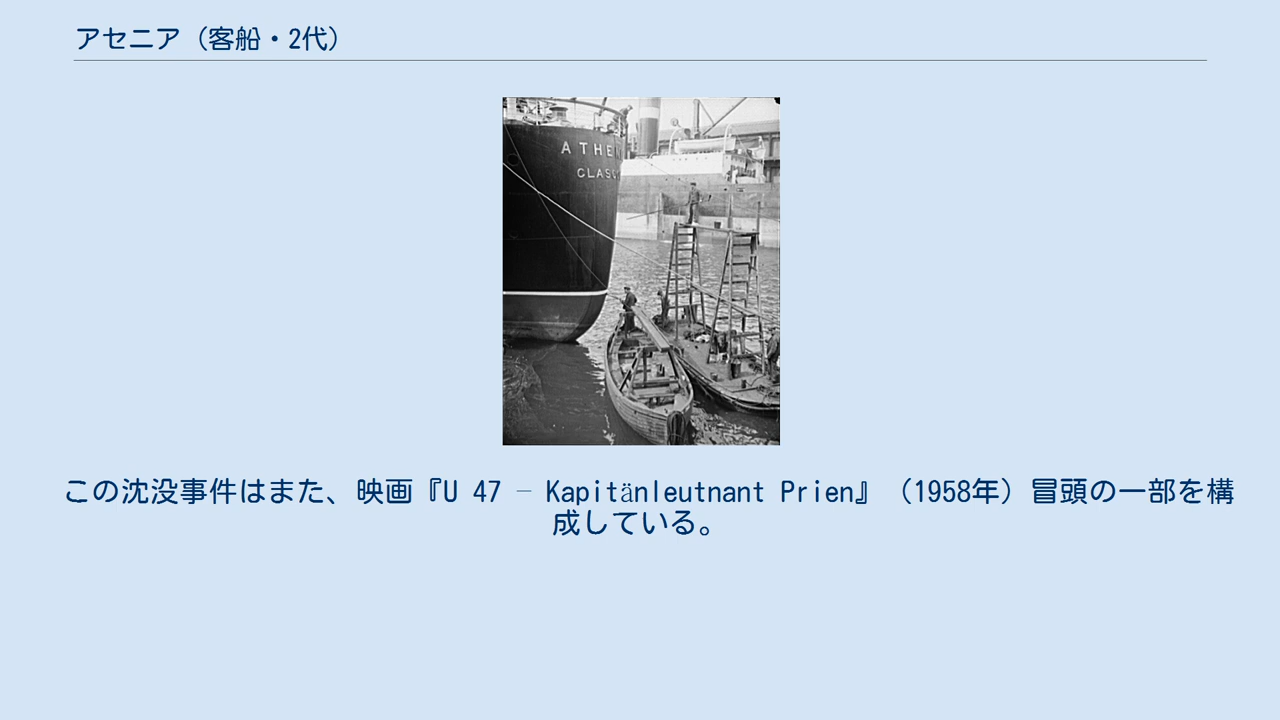 アセニア（客船・2代）
ATHEN
GLASG
この沈没事件はまた、映画『U 47 – Kapitänleutnant Prien』（1958年）冒頭の一部を構
成している。